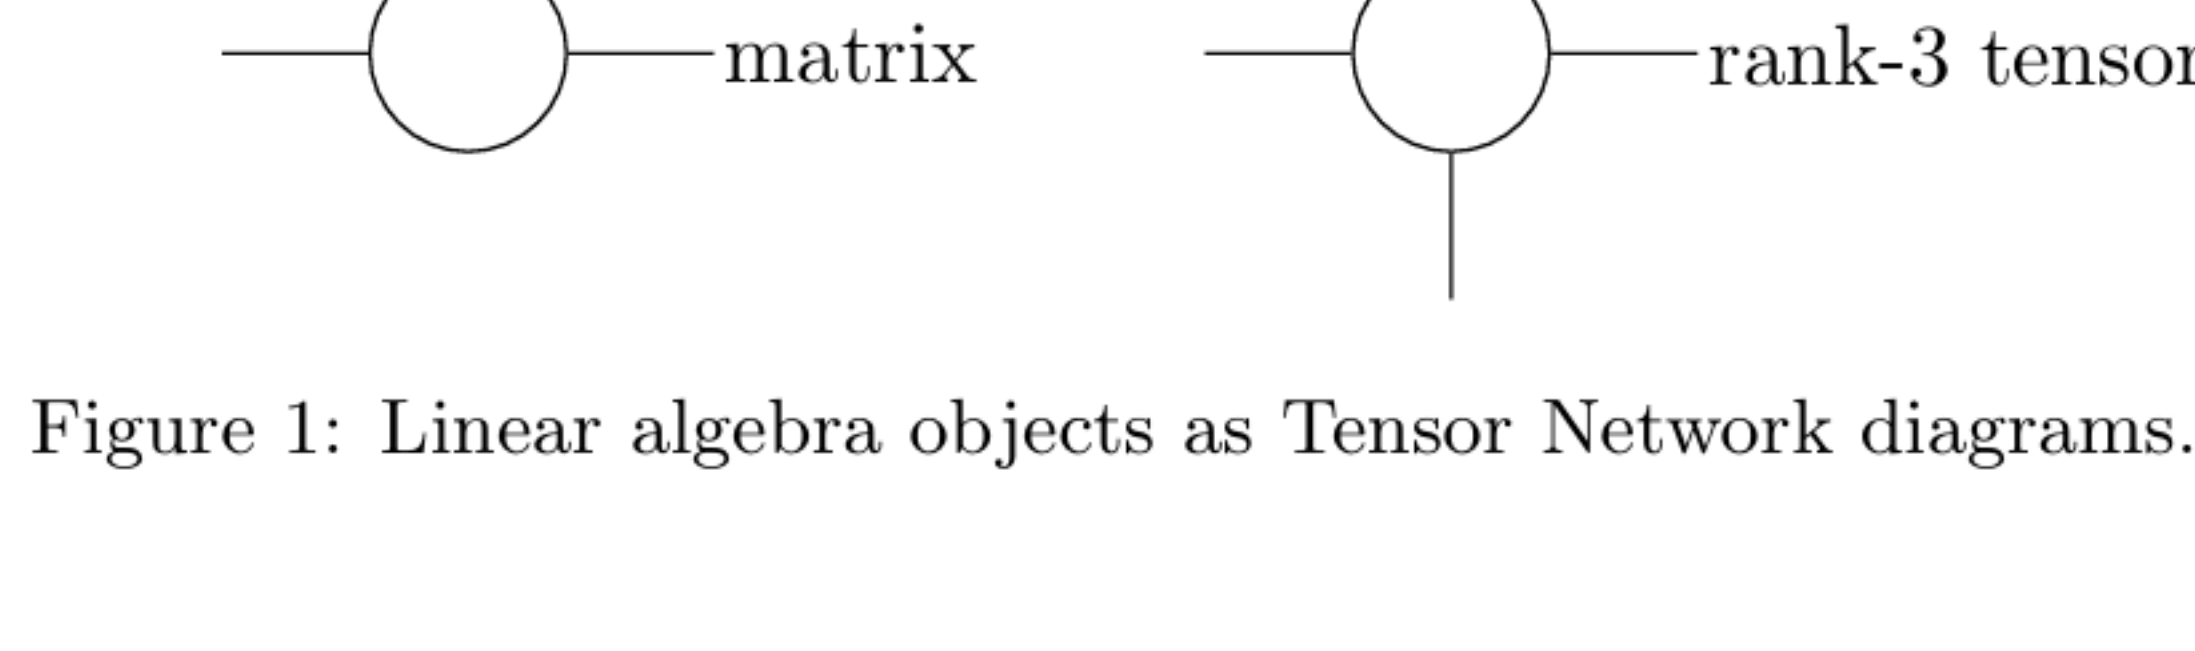 matrix
rank-3 tensor
Figure 1: Linear algebra objects as Tensor Network diagrams.